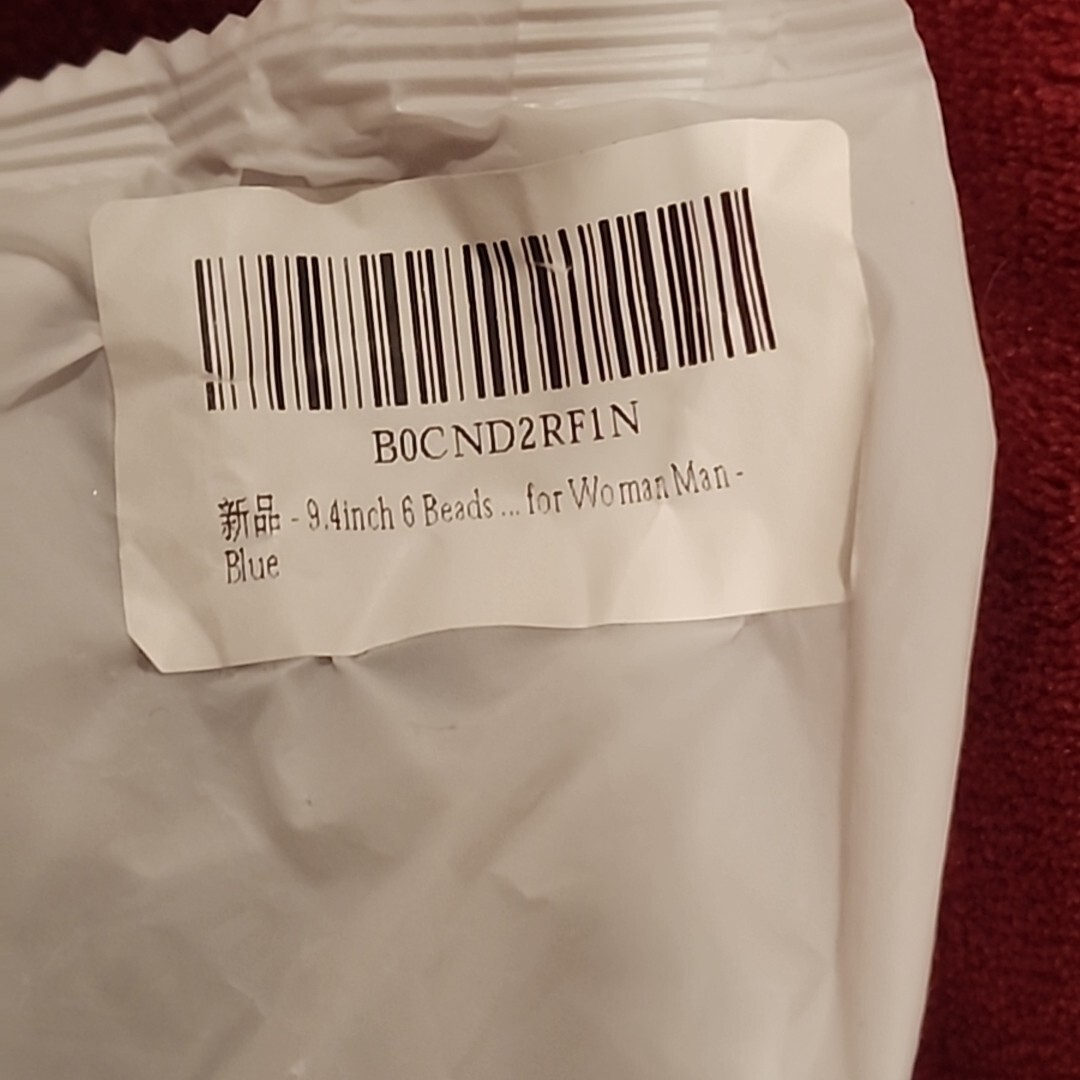 B0CND2RF1N
新品 - 9.4inch 6 Beads ... for Woman Man -
Blue